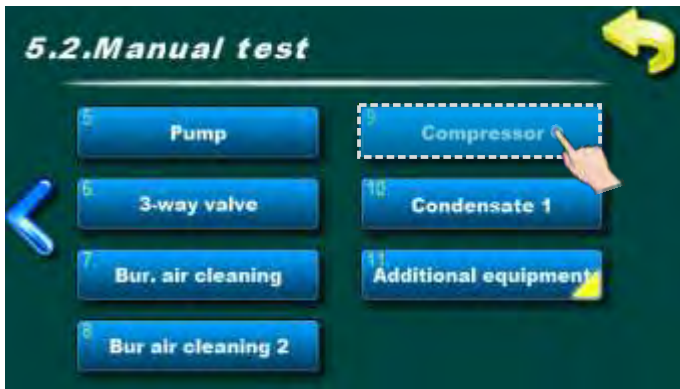 5.2.Manual test
5
Pump
6.
3-way valve
7.
Bur. air cleaning
8
Bur air cleaning 2
9
Compressor
10
Condensate 1
11
Additional equipment